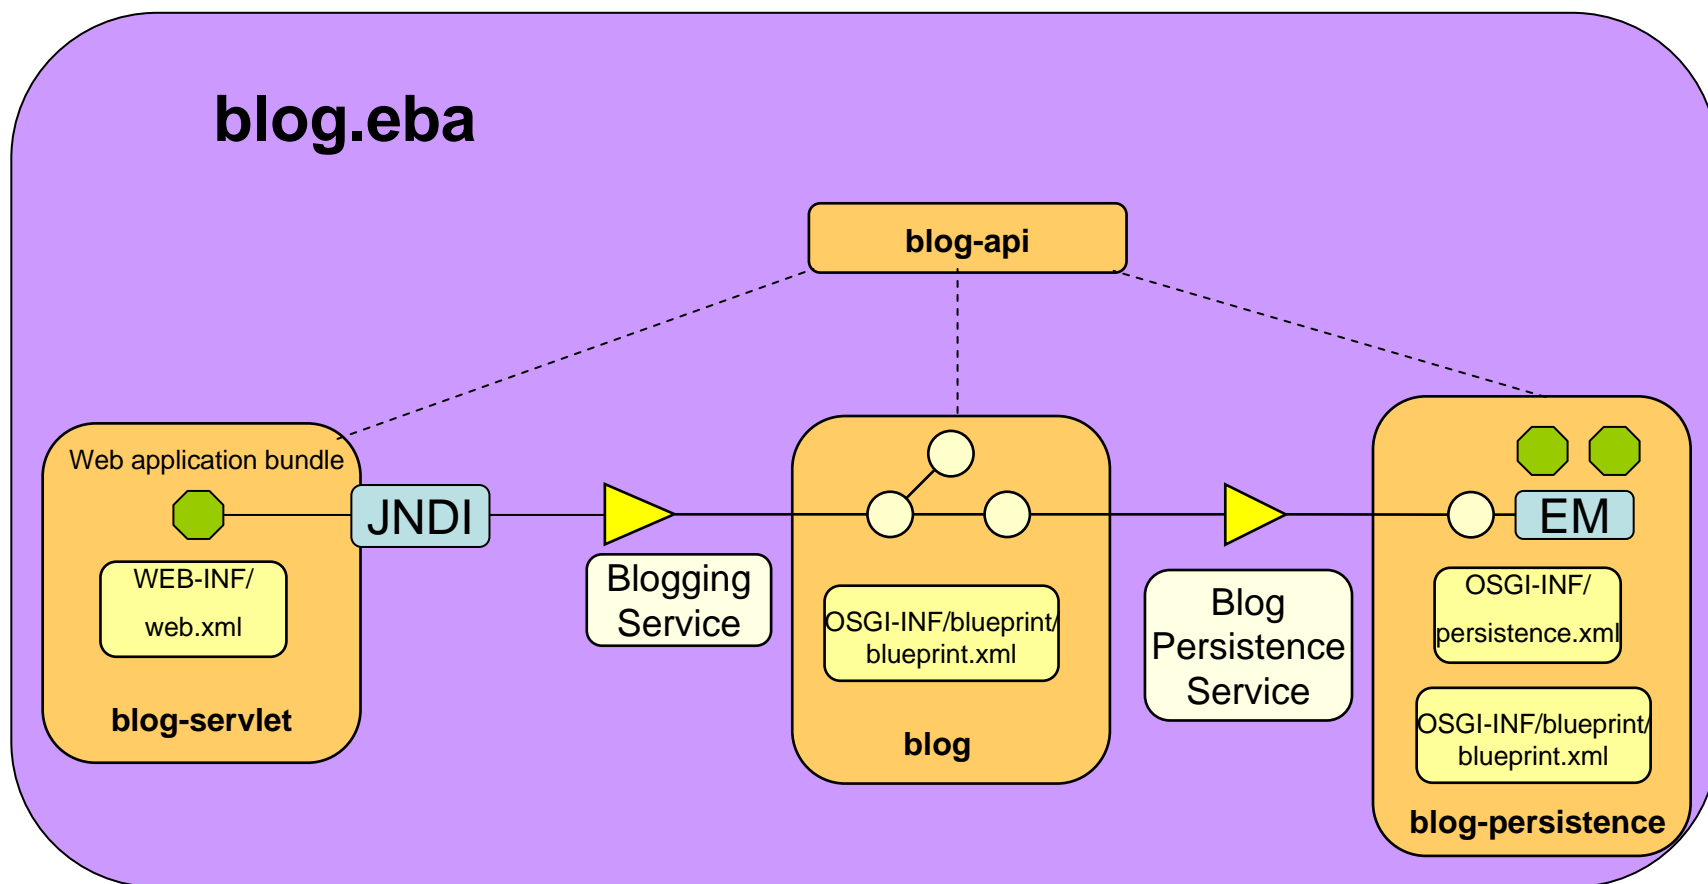 blog.eba
blog-api
Web application bundle
JNDI
WEB-INF/
web.xml
blog-servlet
Blogging
Service
OSGI-INF/blueprint/
blueprint.xml
blog
Blog
Persistence
Service
EM
OSGI-INF/
persistence.xml
OSGI-INF/blueprint/
blueprint.xml
blog-persistence